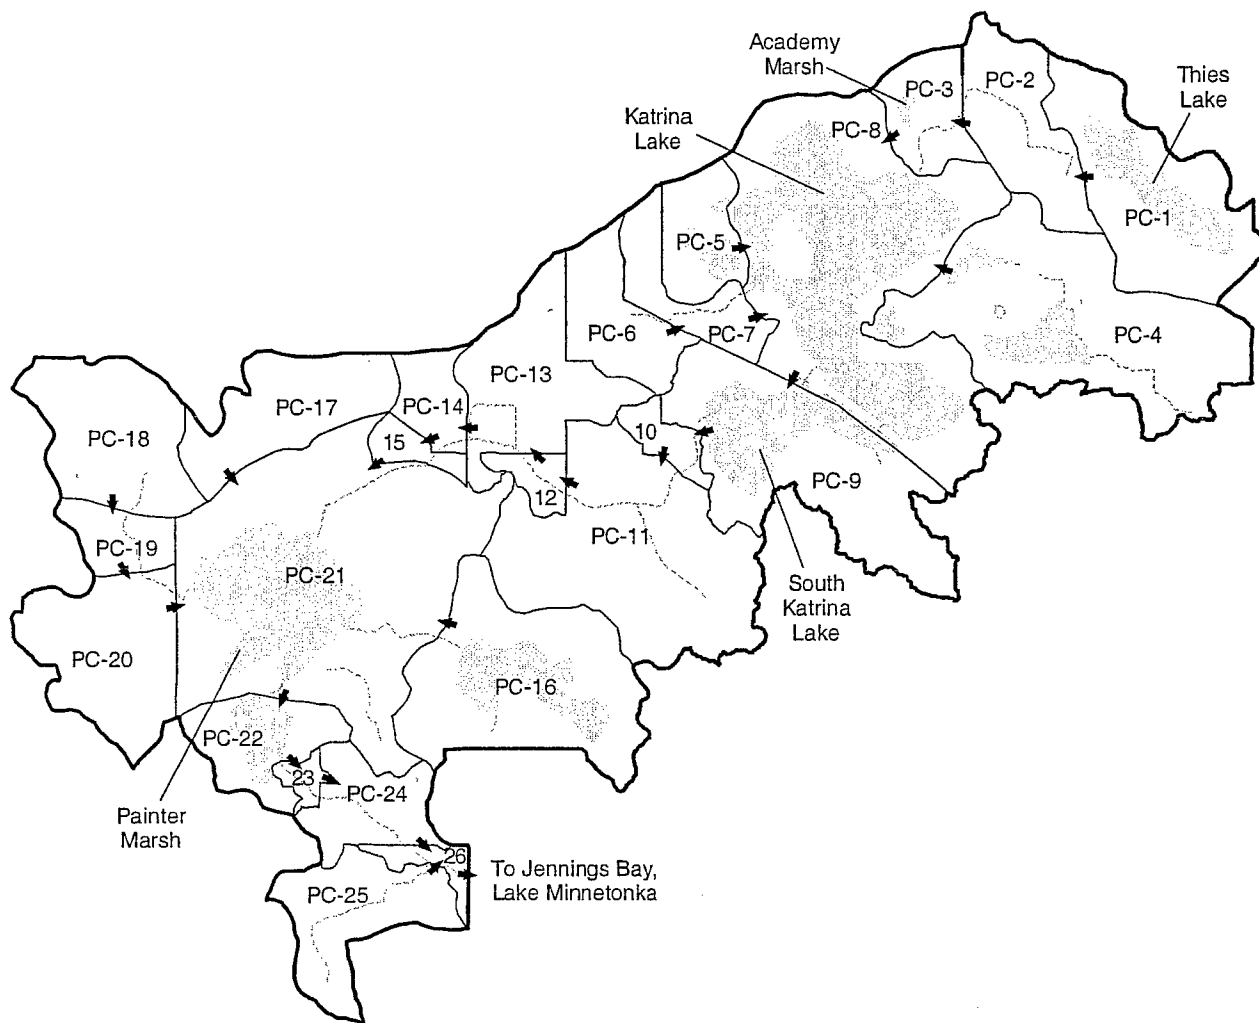 Academy
Marsh
PC-3
PC-2
Thies
Lake
Katrina
Lake
PC-8
PC-1
PC-5
PC-6
PC-7
PC-4
PC-13
PC-17
PC-14
PC-18
15
10
PC-9
12
PC-11
PC-19
PC-21
South
Katrina
Lake
PC-20
PC-16
PC-22
23
PC-24
Painter
Marsh
26
To Jennings Bay,
Lake Minnetonka
PC-25